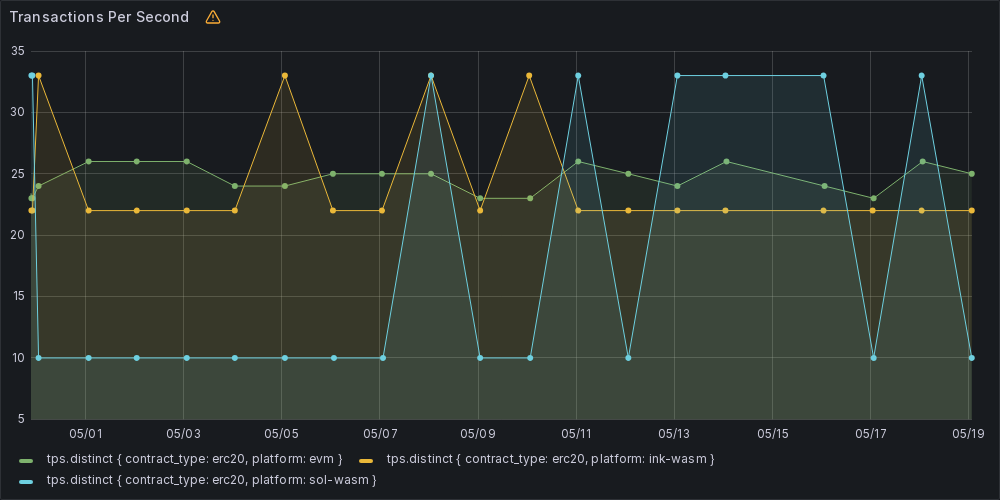 Transactions Per Second
35
30
25
20
15
10
5
05/01 05/03 05/05 05/07 05/09 05/11 05/13 05/15 05/17 05/19
tps.distinct { contract_type: erc20, platform: evm } tps.distinct { contract_type: erc20, platform: ink-wasm }
tps.distinct { contract_type: erc20, platform: sol-wasm }